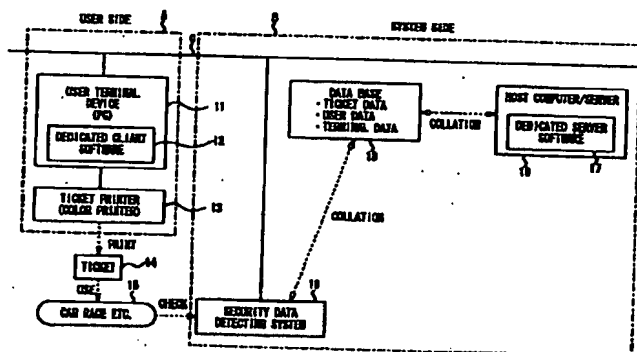 USER SIDE
SYSTEM SIDE
USER TERMINAL
DEVICE
(PC)
11
DEDICATED CLIENT
SOFTWARE
12
TICKET PRINTER
(COLOR PRINTER)
13
PRINT
TICKET
14
USE
15
CAR RACE ETC.
CHECK
DATA BASE
• TICKET DATA
• USER DATA
• TERMINAL DATA
COLLATION
HOST COMPUTER/SERVER
DEDICATED SERVER
SOFTWARE
17
COLLATION
SECURITY DATA
DETECTING SYSTEM